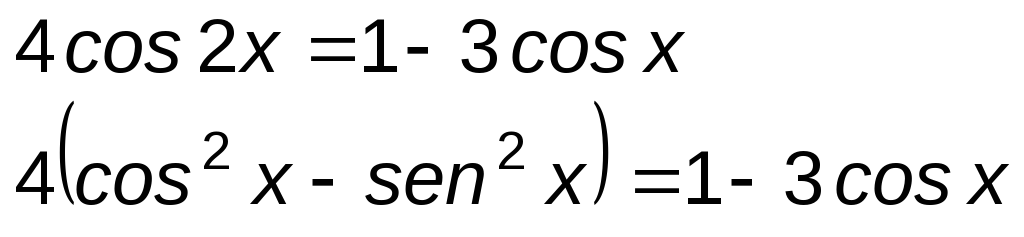 4cos 2x =1- 3cos x
4(cos² x - sen² x) =1- 3cos x